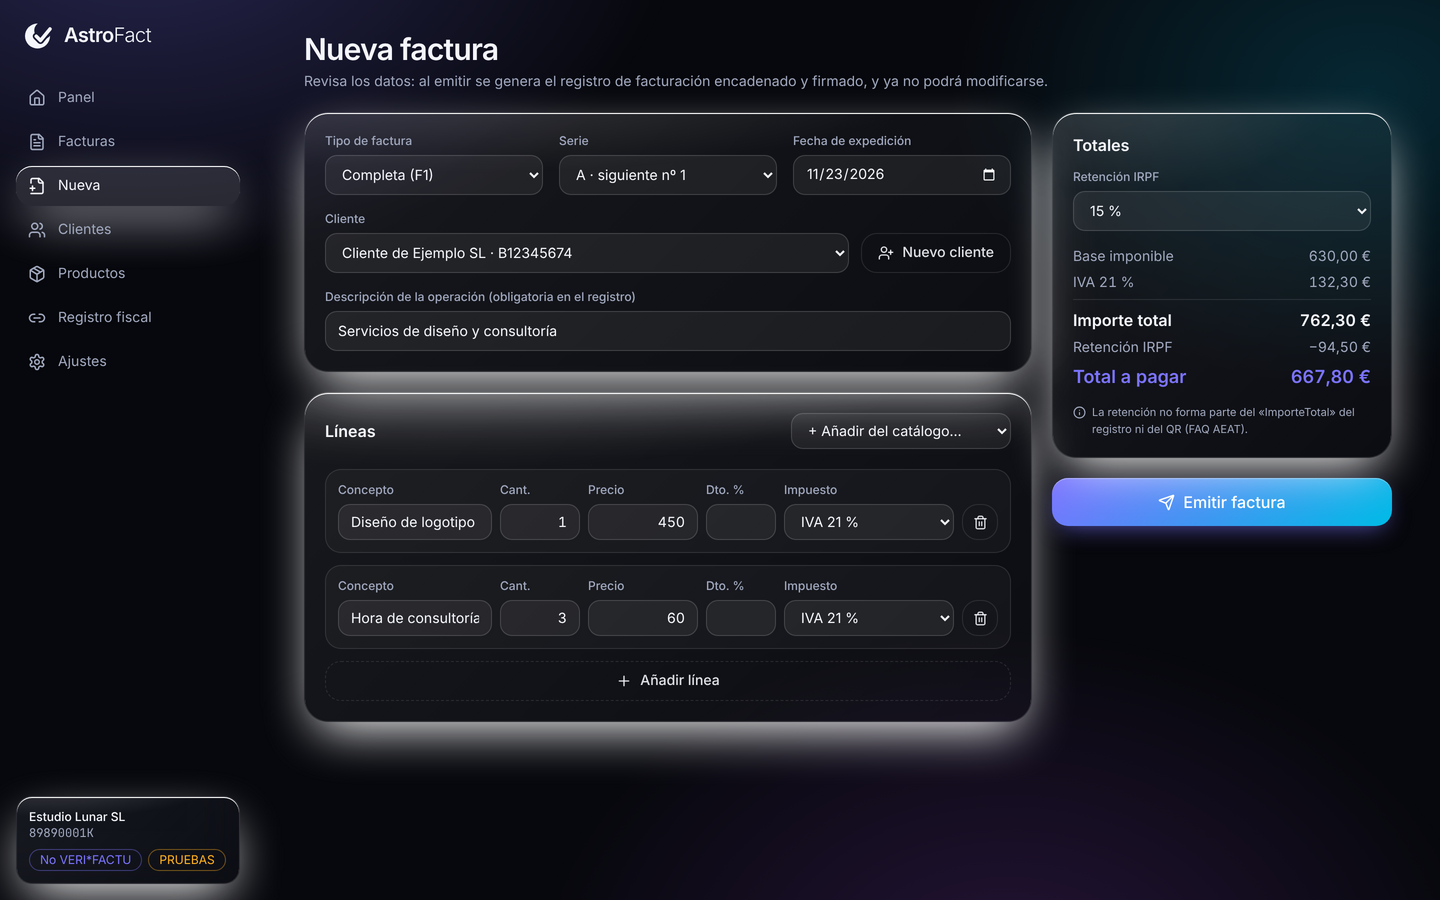 AstroFact
Panel
Facturas
Nueva
Clientes
Productos
Registro fiscal
Ajustes
Estudio Lunar SL
89890001K
No VERI*FACTU
PRUEBAS
Nueva factura
Revisa los datos: al emitir se genera el registro de facturación encadenado y firmado, y ya no podrá modificarse.
Tipo de factura
Serie
Fecha de expedición
Completa (F1)
A · siguiente nº 1
11/23/2026
Cliente
Cliente de Ejemplo SL · B12345674
Nuevo cliente
Descripción de la operación (obligatoria en el registro)
Servicios de diseño y consultoría
Líneas
+ Añadir del catálogo...
Concepto Cant. Precio Dto. % Impuesto
Diseño de logotipo 1 450 IVA 21 %
Concepto Cant. Precio Dto. % Impuesto
Hora de consultoría 3 60 IVA 21 %
+ Añadir línea
Totales
Retención IRPF
15 %
Base imponible 630,00 €
IVA 21 % 132,30 €
Importe total 762,30 €
Retención IRPF −94,50 €
Total a pagar 667,80 €
La retención no forma parte del «ImporteTotal» del
registro ni del QR (FAQ AEAT).
Emitir factura